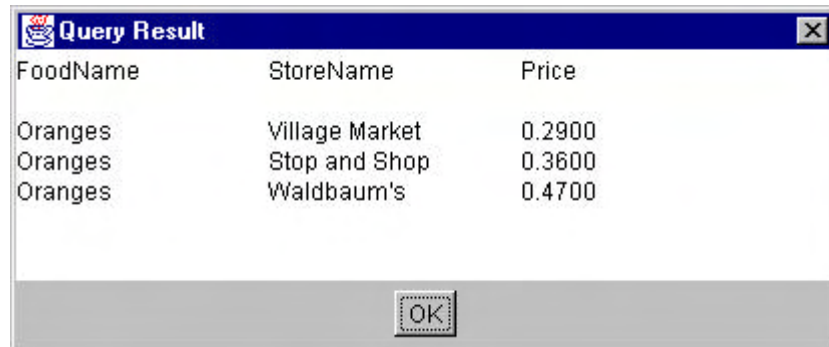 Query Result
FoodName StoreName Price
Oranges Village Market 0.2900
Oranges Stop and Shop 0.3600
Oranges Waldbaum's 0.4700
OK